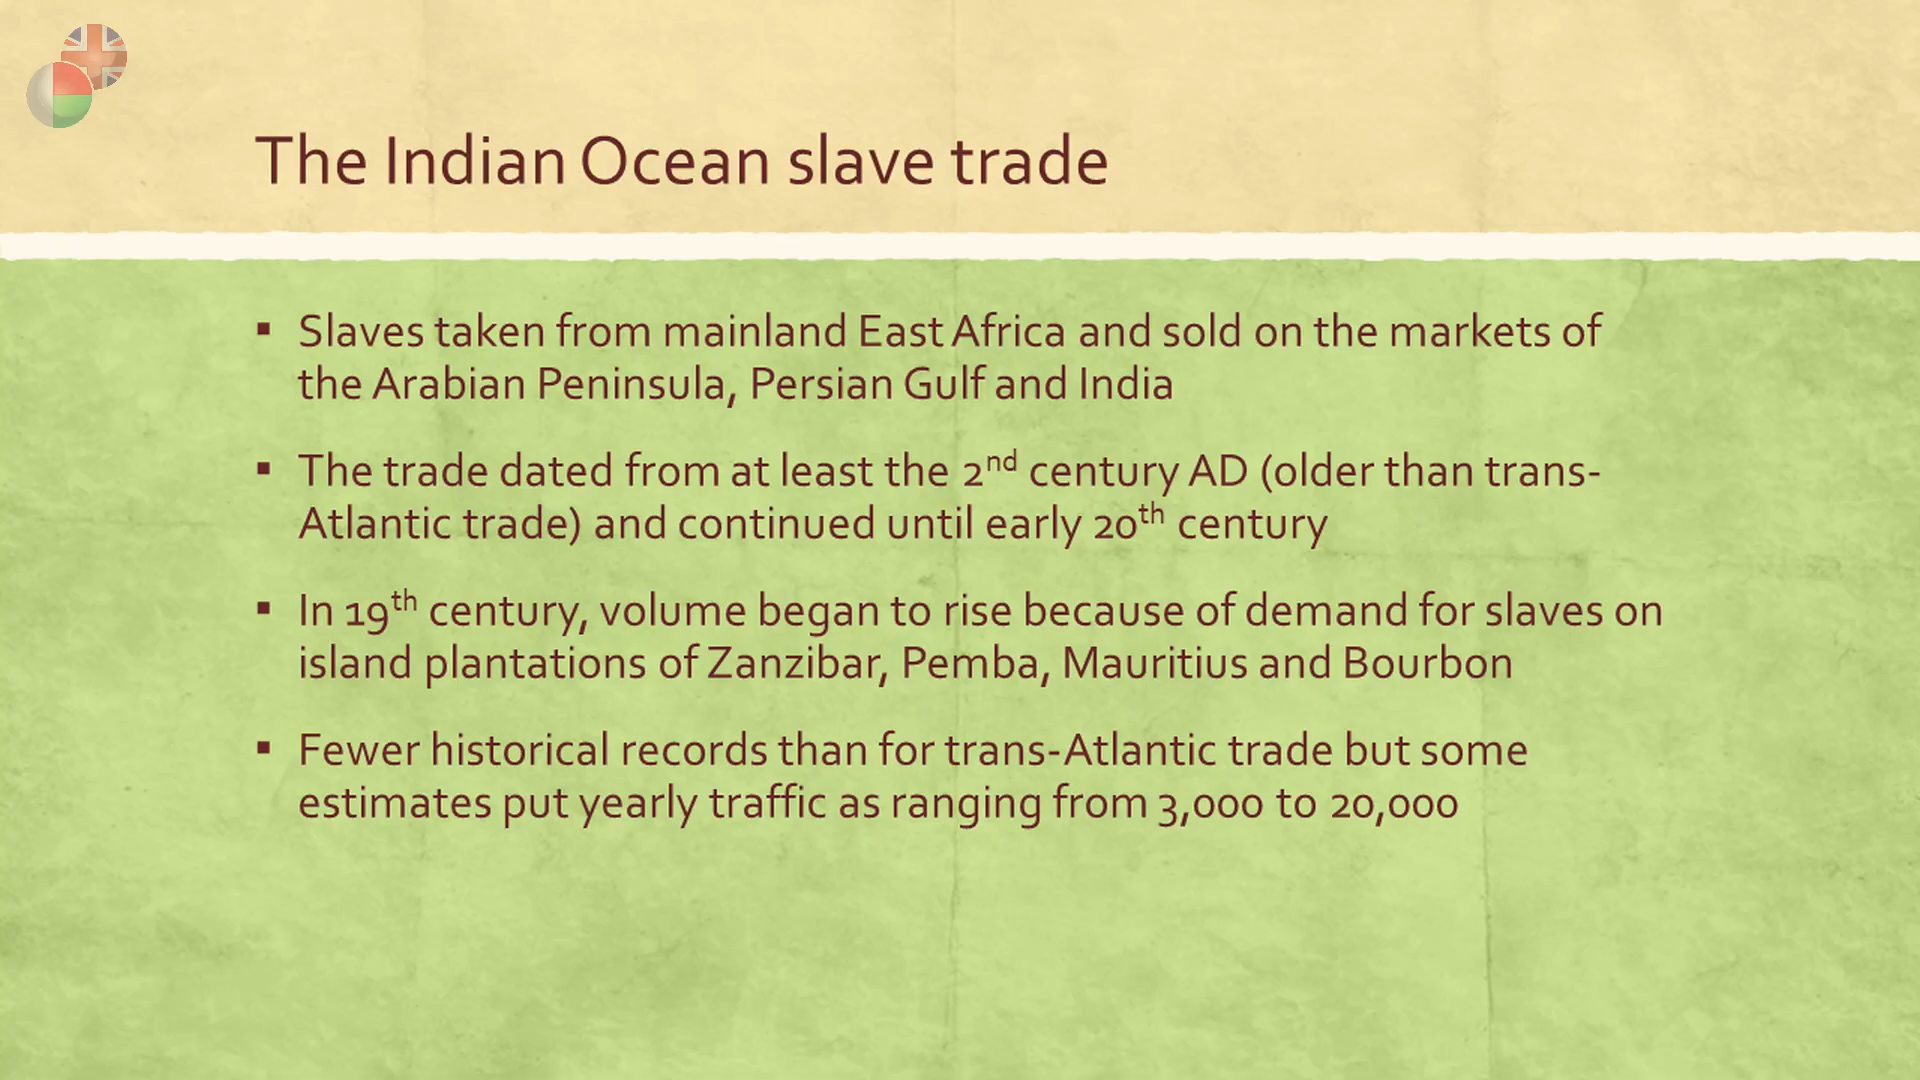 The Indian Ocean slave trade
▪ Slaves taken from mainland East Africa and sold on the markets of
the Arabian Peninsula, Persian Gulf and India
▪ The trade dated from at least the 2nd century AD (older than trans-
Atlantic trade) and continued until early 20th century
▪ In 19th century, volume began to rise because of demand for slaves on
island plantations of Zanzibar, Pemba, Mauritius and Bourbon
▪ Fewer historical records than for trans-Atlantic trade but some
estimates put yearly traffic as ranging from 3,000 to 20,000